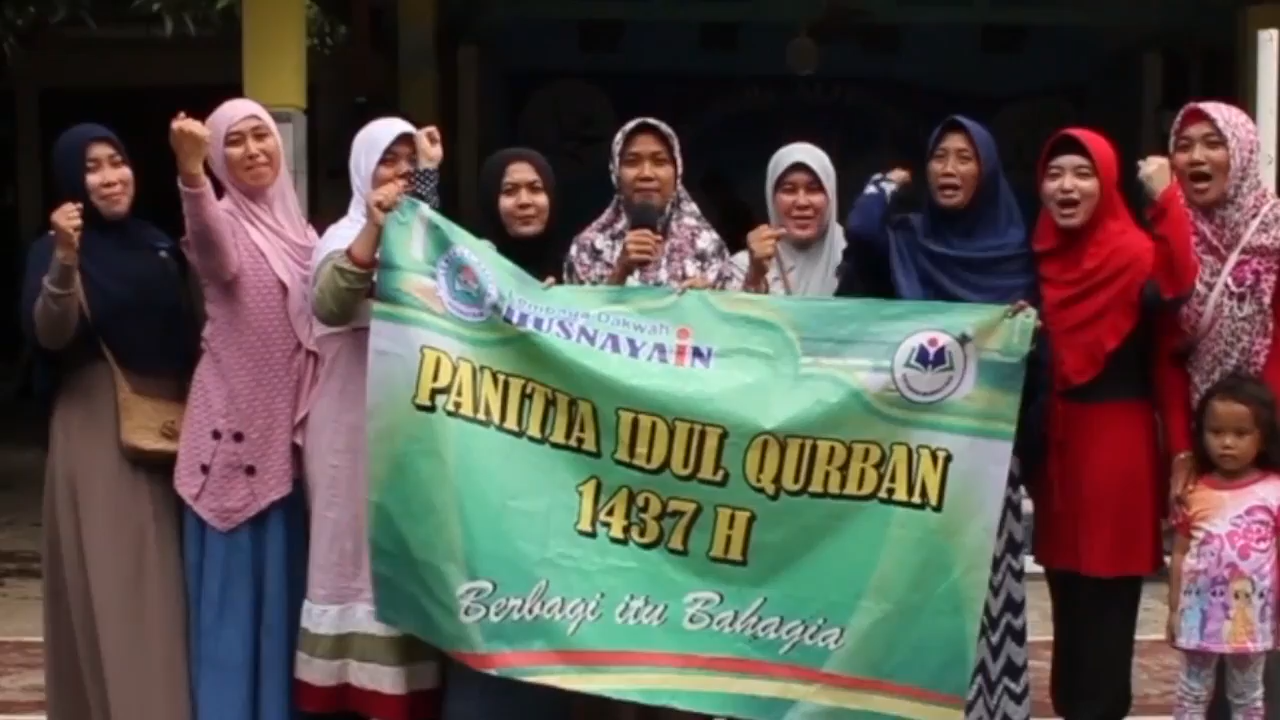 Lembaga Dakwah
HUSNAYAiN
PANITIA IDUL QURBAN
1437 H
Berbagi itu Bahagia